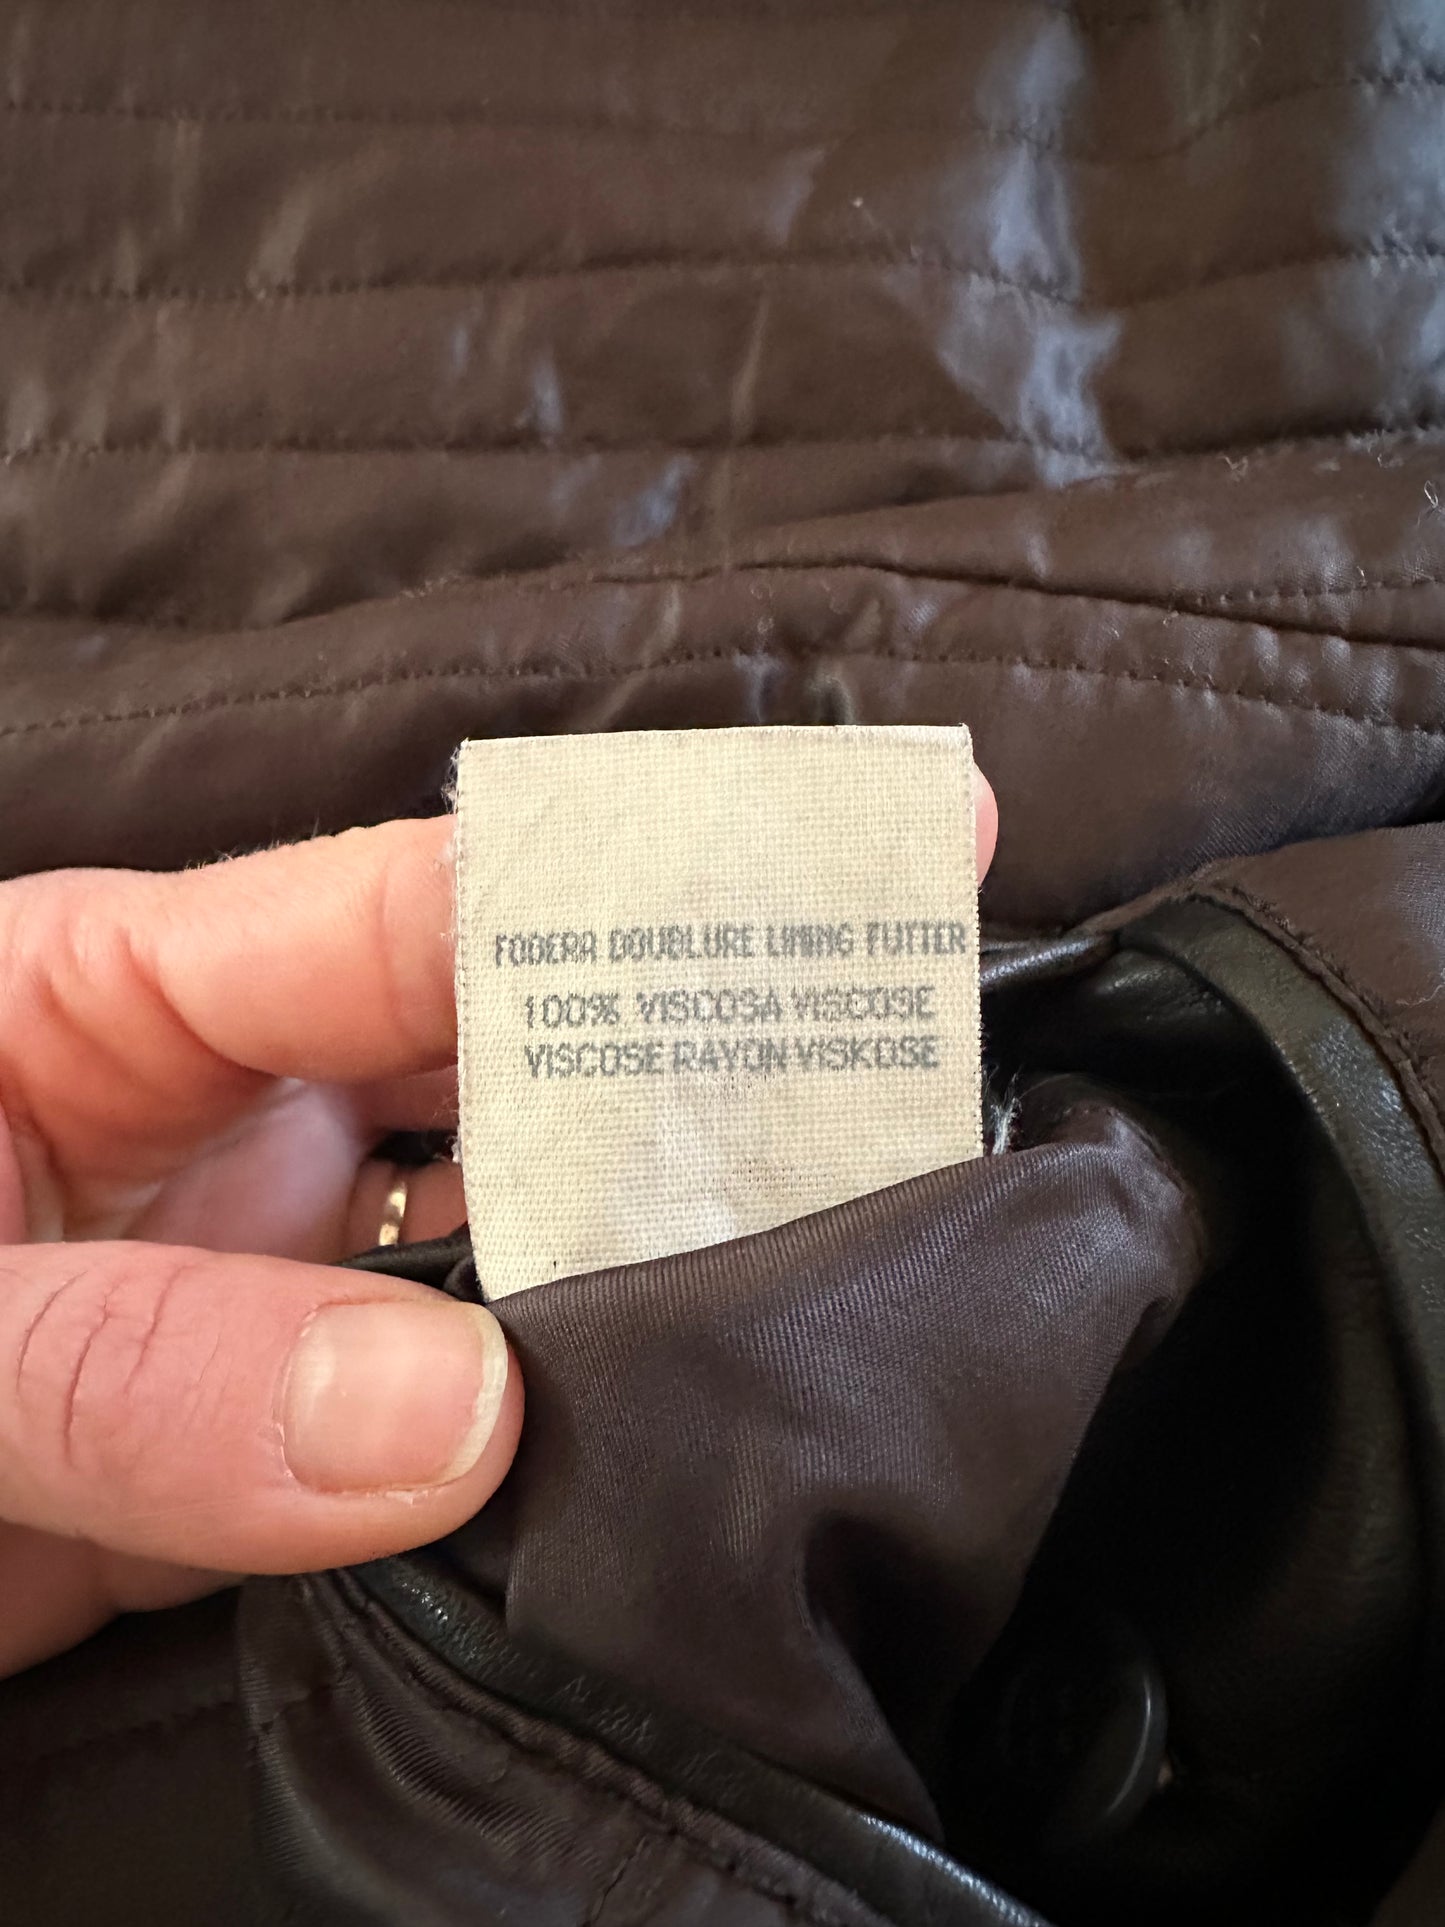 FODERA DOUBLURE LINING FUTTER
100% VISCOSA VISCOSE
VISCOSE RAYON VISKOSE